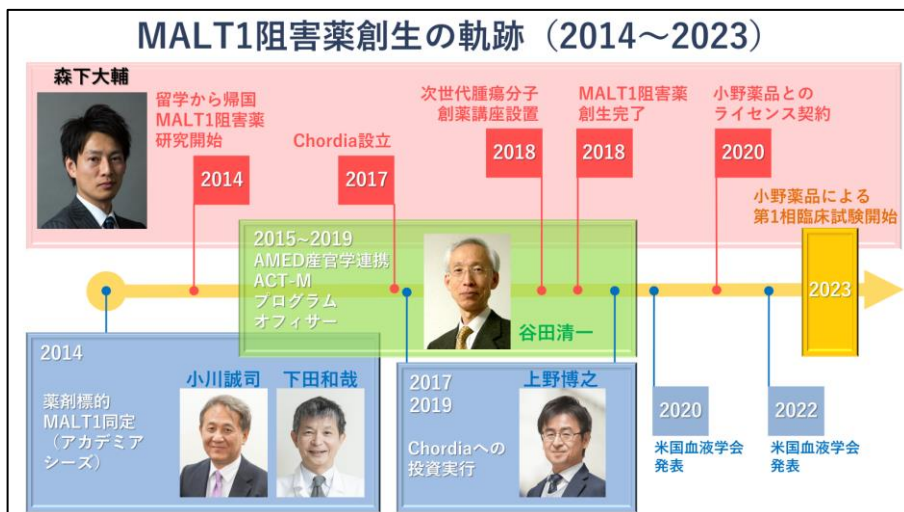 MALT1阻害薬創生の軌跡（2014～2023）
森下大輔
留学から帰国
MALT1阻害薬
研究開始
2014
Chordia設立
2017
次世代腫瘍分子
創薬講座設置
2018
MALT1阻害薬
創生完了
2018
小野薬品との
ライセンス契約
2020
小野薬品による
第1相臨床試験開始
2023
2015~2019
AMED産官学連携
ACT-M
プログラム
オフィサー
谷田清一
2014
薬剤標的
MALT1同定
（アカデミア
シーズ）
小川誠司
下田和哉
2017
2019
Chordiaへの
投資実行
上野博之
2020
米国血液学会
発表
2022
米国血液学会
発表